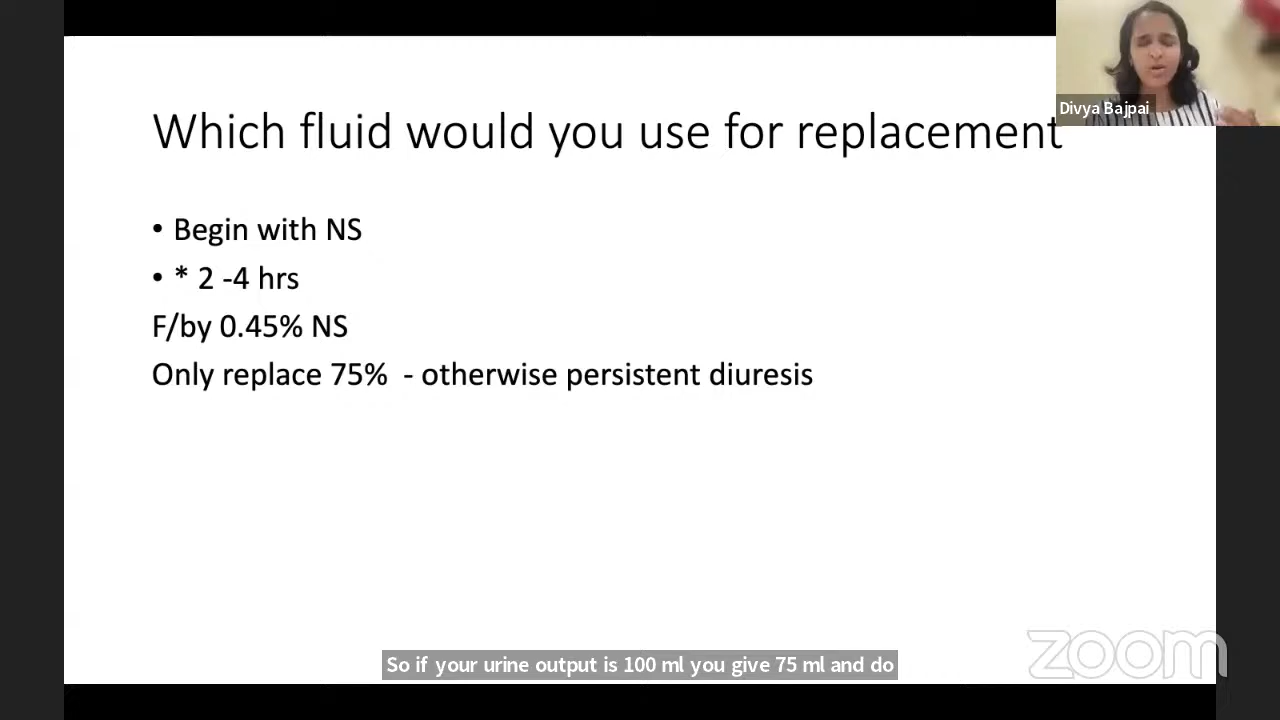 Divya Bajpai
Which fluid would you use for replacement
• Begin with NS
• * 2 -4 hrs
F/by 0.45% NS
Only replace 75% - otherwise persistent diuresis
So if your urine output is 100 ml you give 75 ml and do
zoom